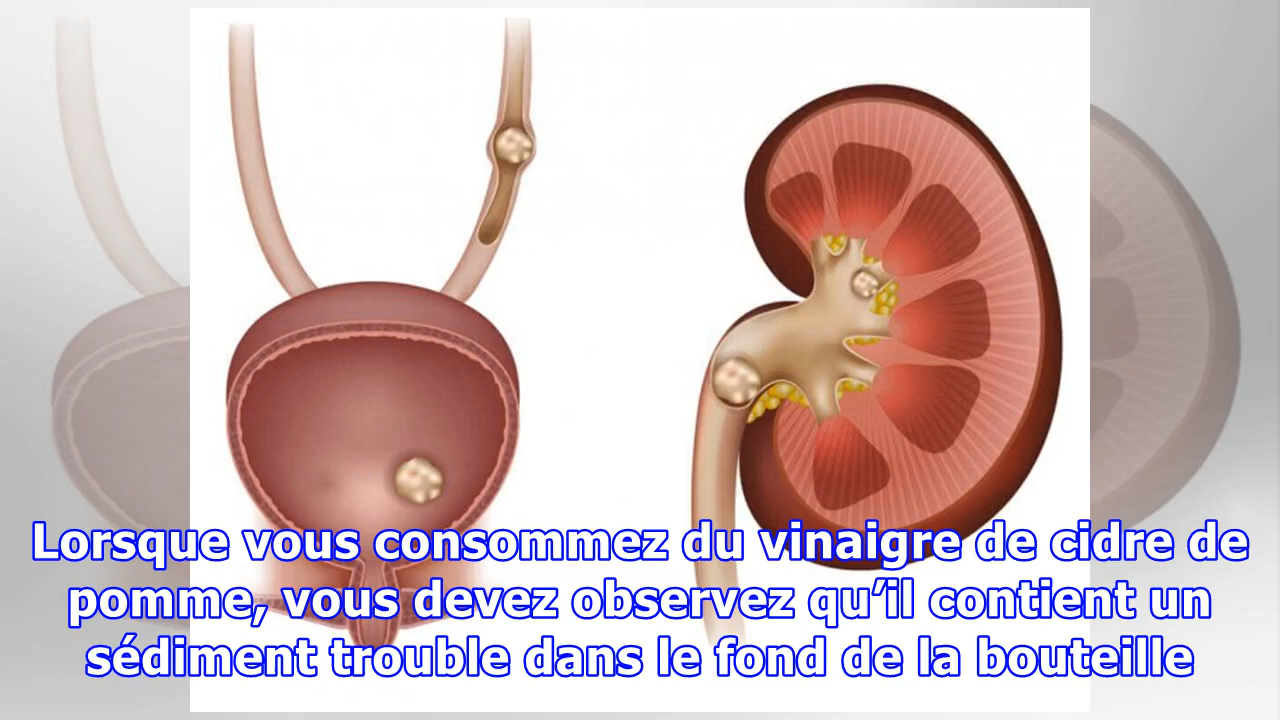 Lorsque vous consommez du vinaigre de cidre de
pomme, vous devez observez qu’il contient un
sédiment trouble dans le fond de la bouteille